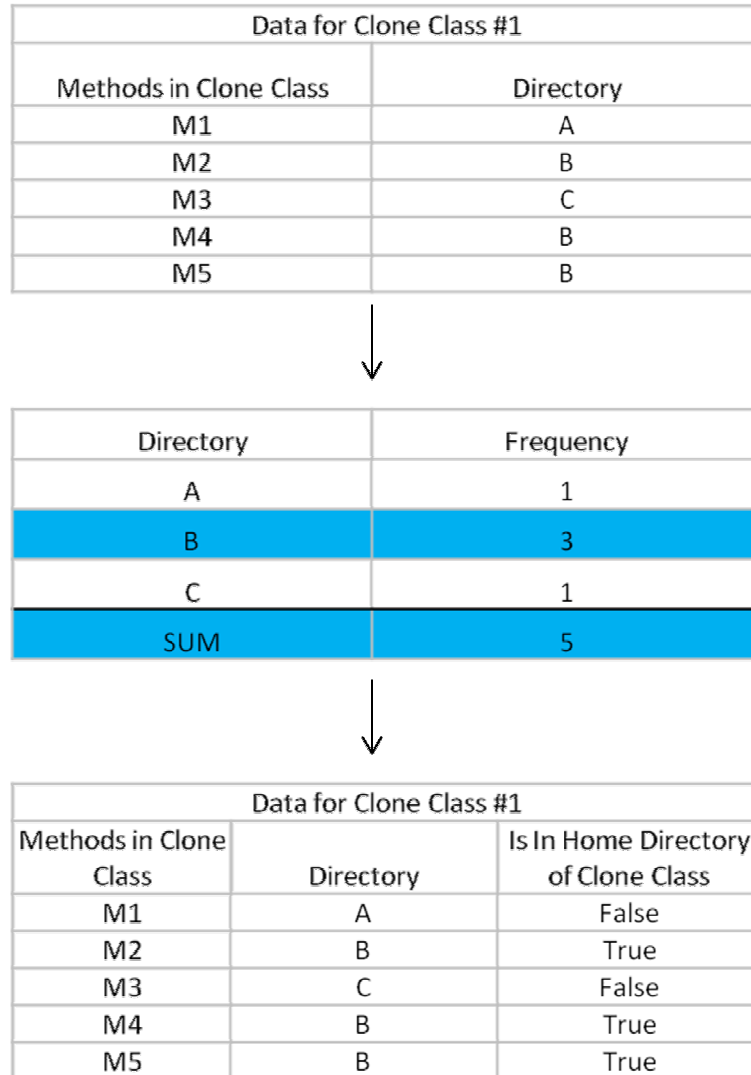 Data for Clone Class #1
Methods in Clone Class Directory
M1 A
M2 B
M3 C
M4 B
M5 B
Directory Frequency
A 1
B 3
C 1
SUM 5
Data for Clone Class #1
Methods in Clone Class Directory Is In Home Directory of Clone Class
M1 A False
M2 B True
M3 C False
M4 B True
M5 B True